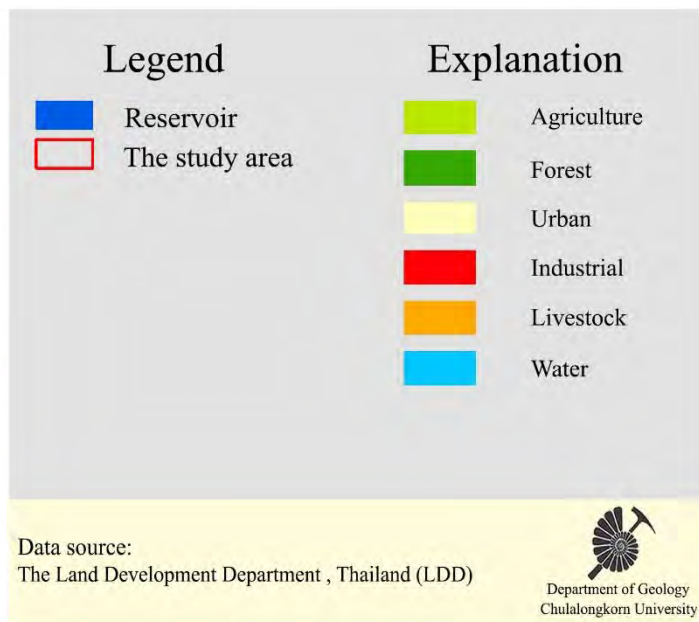 Legend
Reservoir
The study area
Explanation
Agriculture
Forest
Urban
Industrial
Livestock
Water
Data source:
The Land Development Department , Thailand (LDD)
Department of Geology
Chulalongkorn University